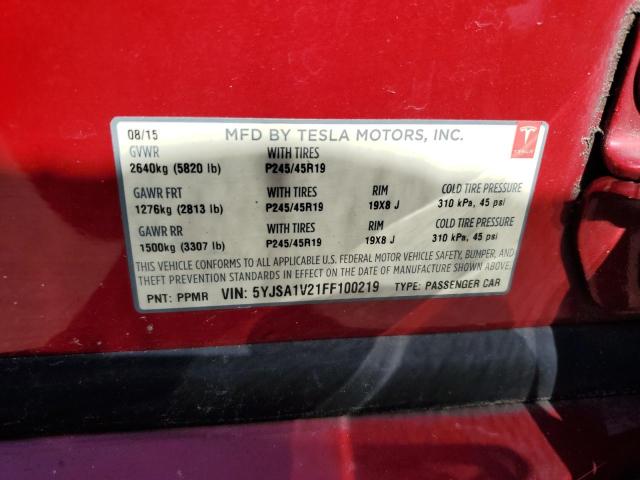 08/15 MFD BY TESLA MOTORS, INC.
TESLA
GVWR WITH TIRES
2640kg (5820 lb) P245/45R19
GAWR FRT WITH TIRES RIM COLD TIRE PRESSURE
1276kg (2813 lb) P245/45R19 19X8 J 310 kPa, 45 psi
GAWR RR WITH TIRES RIM COLD TIRE PRESSURE
1500kg (3307 lb) P245/45R19 19X8 J 310 kPa, 45 psi
THIS VEHICLE CONFORMS TO ALL APPLICABLE U.S. FEDERAL MOTOR VEHICLE SAFETY, BUMPER,
AND THEFT PREVENTION STANDARDS IN EFFECT ON THE DATE OF MANUFACTURE SHOWN ABOVE.
PNT: PPMR VIN: 5YJSA1V21FF100219 TYPE: PASSENGER CAR